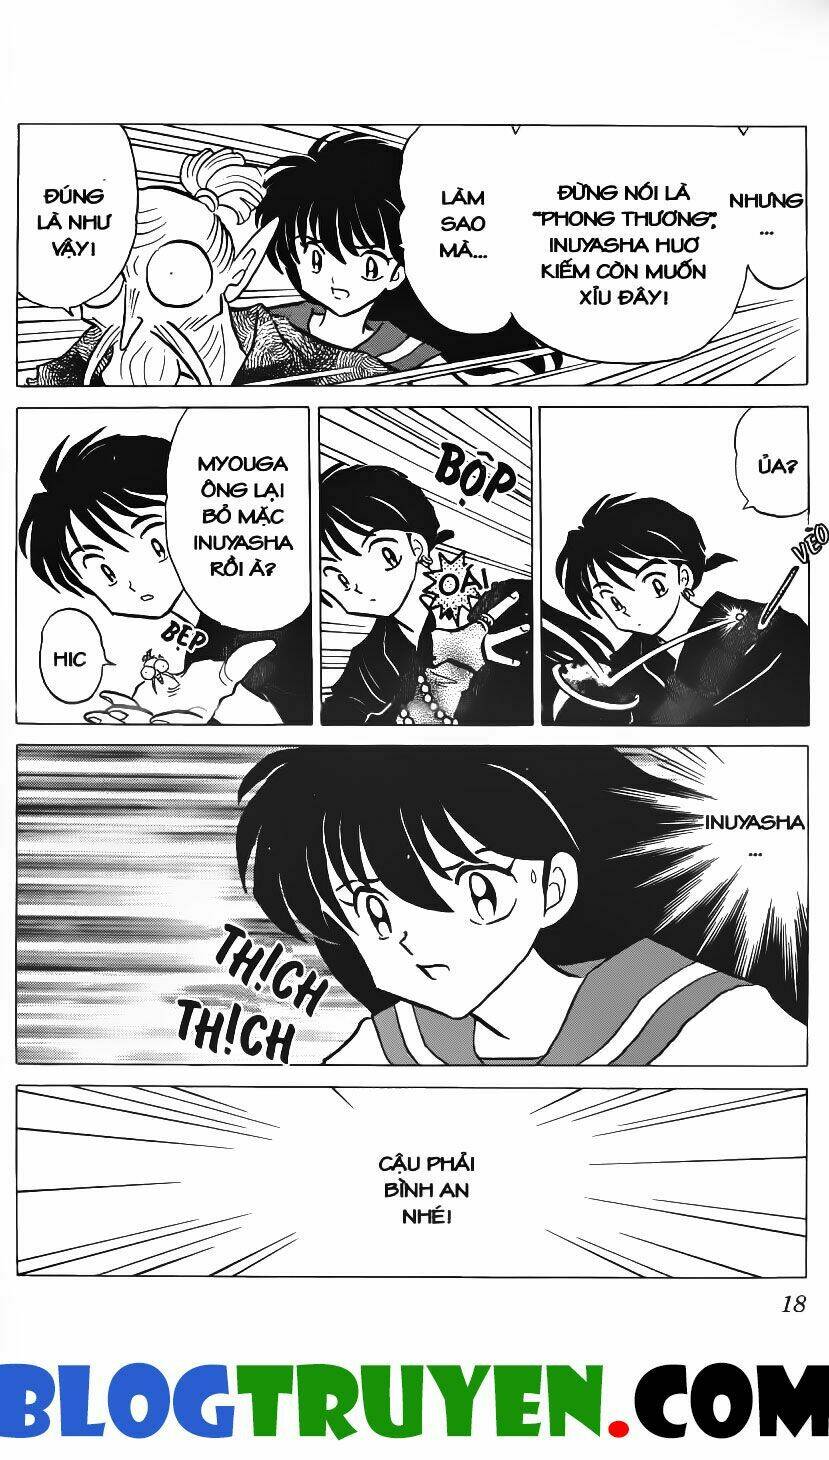 NHƯNG
...
ĐỪNG NÓI LÀ
"PHONG THƯƠNG",
INUYASHA HUƠ
KIẾM CÒN MUỐN
XỈU ĐÂY!
LÀM
SAO
MÀ...
ĐÚNG
LÀ NHƯ
VẬY!
ỦA?
VÈO
BỘP
OÁI
MYOUGA
ÔNG LẠI
BỎ MẶC
INUYASHA
RỒI À?
BẸP
HIC
INUYASHA
...
THỊCH
THỊCH
CẬU PHẢI
BÌNH AN
NHÉ!
18
BLOGTRUYEN.COM